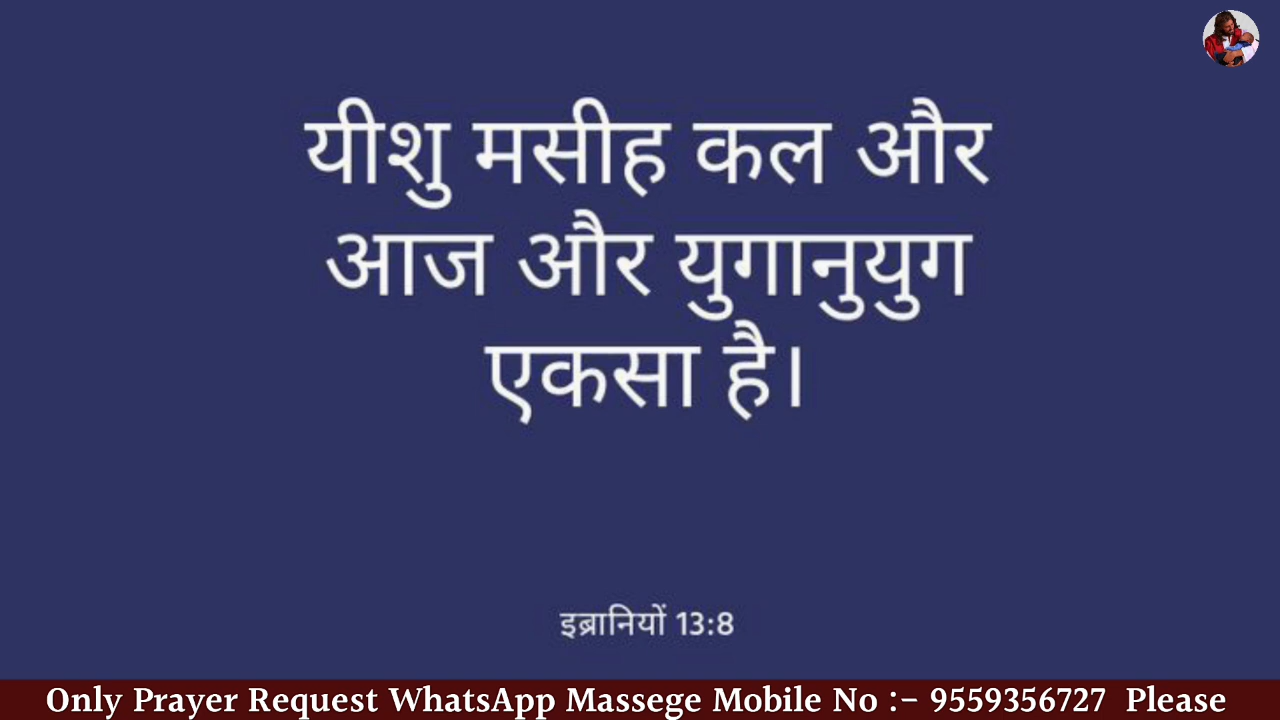 यीशु मसीह कल और
आज और युगानुयुग
एकसा है।
इब्रानियों 13:8
Only Prayer Request WhatsApp Massege Mobile No :- 9559356727 Please